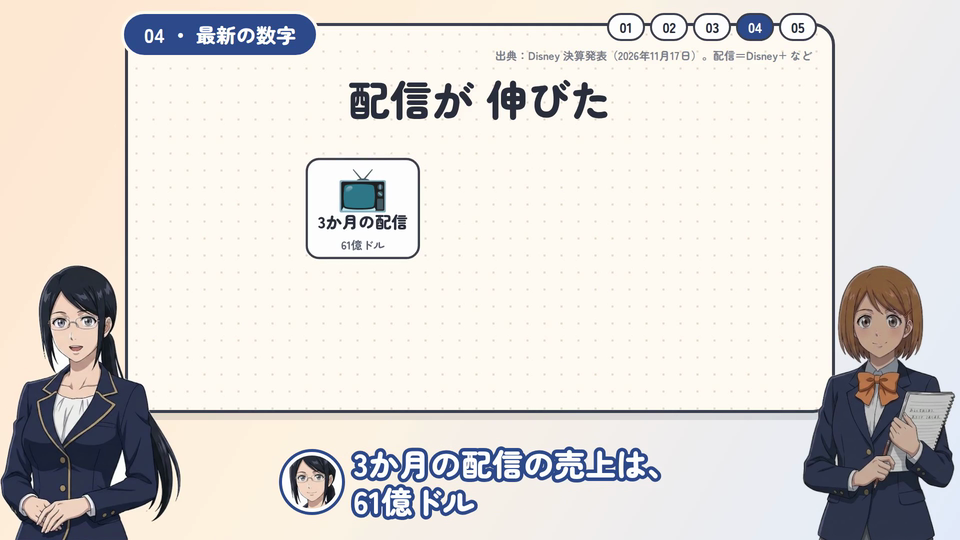 04 ・ 最新の数字
01 02 03 04 05
出典：Disney 決算発表（2026年11月17日）。配信＝Disney＋ など
配信が 伸びた
3か月の配信
61億ドル
3か月の配信の売上は、
61億ドル